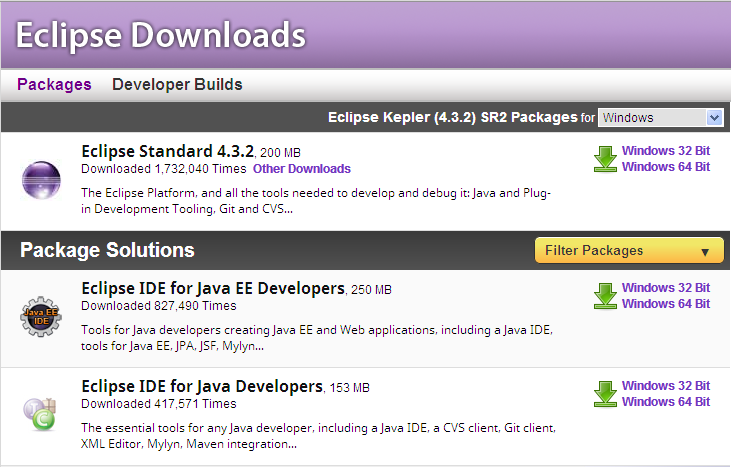 Eclipse Downloads
Packages Developer Builds
Eclipse Kepler (4.3.2) SR2 Packages for Windows
Eclipse Standard 4.3.2, 200 MB
Downloaded 1,732,040 Times Other Downloads
The Eclipse Platform, and all the tools needed to develop and debug it: Java and Plug-
in Development Tooling, Git and CVS...
Windows 32 Bit
Windows 64 Bit
Package Solutions
Filter Packages
Java EE
IDE
Eclipse IDE for Java EE Developers, 250 MB
Downloaded 827,490 Times
Tools for Java developers creating Java EE and Web applications, including a Java IDE,
tools for Java EE, JPA, JSF, Mylyn...
Windows 32 Bit
Windows 64 Bit
Eclipse IDE for Java Developers, 153 MB
Downloaded 417,571 Times
The essential tools for any Java developer, including a Java IDE, a CVS client, Git client,
XML Editor, Mylyn, Maven integration...
Windows 32 Bit
Windows 64 Bit